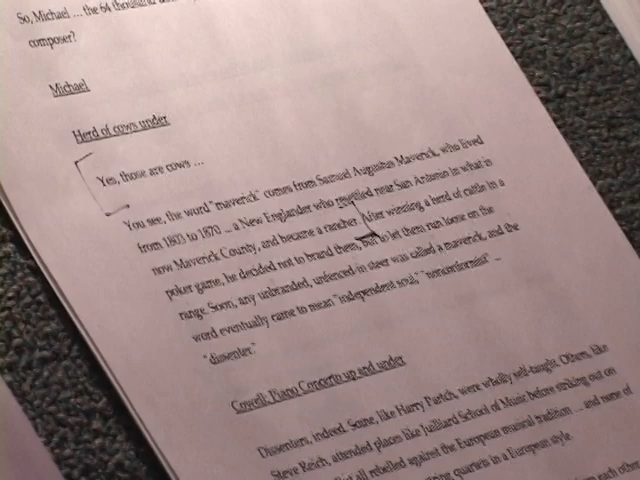 So, Michael ... the 64 thousand
composer?
Michael
Herd of cows under
Yes, those are cows ...
You see, the word "maverick" comes from Samuel Augustus Maverick, who lived
from 1803 to 1870 ... a New Englander who resettled near San Antonio in what is
now Maverick County, and became a rancher. After winning a herd of cattle in a
poker game, he decided not to brand them, but to let them run loose on the
range. Soon, any unbranded, unfenced in steer was called a maverick, and the
word eventually came to mean "independent soul," "nonconformist" –
"dissenter."
Cowell: Piano Concerto up and under
Dissenters, indeed. Some, like Harry Partch, were wholly self-taught. Others, like
Steve Reich, attended places like Juilliard School of Music before striking out on
all rebelled against the European musical tradition ... and none of
string quartets in a European style.
each other